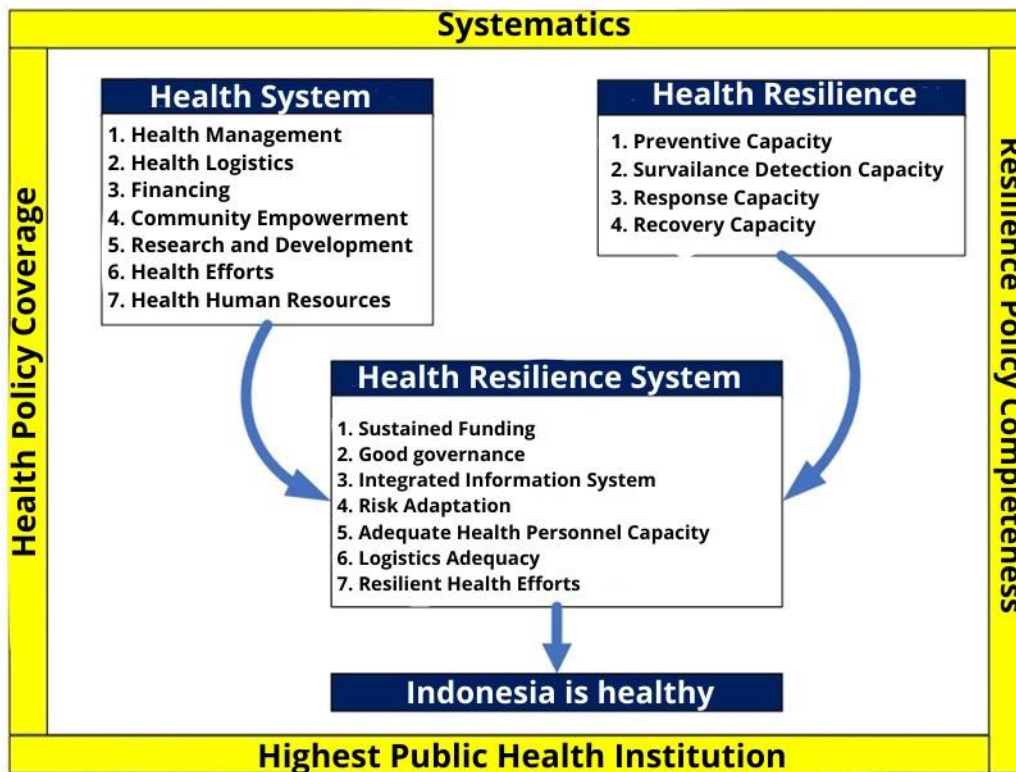 Systematics
Health Policy Coverage
Health System
1. Health Management
2. Health Logistics
3. Financing
4. Community Empowerment
5. Research and Development
6. Health Efforts
7. Health Human Resources
Health Resilience
1. Preventive Capacity
2. Survailance Detection Capacity
3. Response Capacity
4. Recovery Capacity
Resilience Policy Completeness
Health Resilience System
1. Sustained Funding
2. Good governance
3. Integrated Information System
4. Risk Adaptation
5. Adequate Health Personnel Capacity
6. Logistics Adequacy
7. Resilient Health Efforts
Indonesia is healthy
Highest Public Health Institution